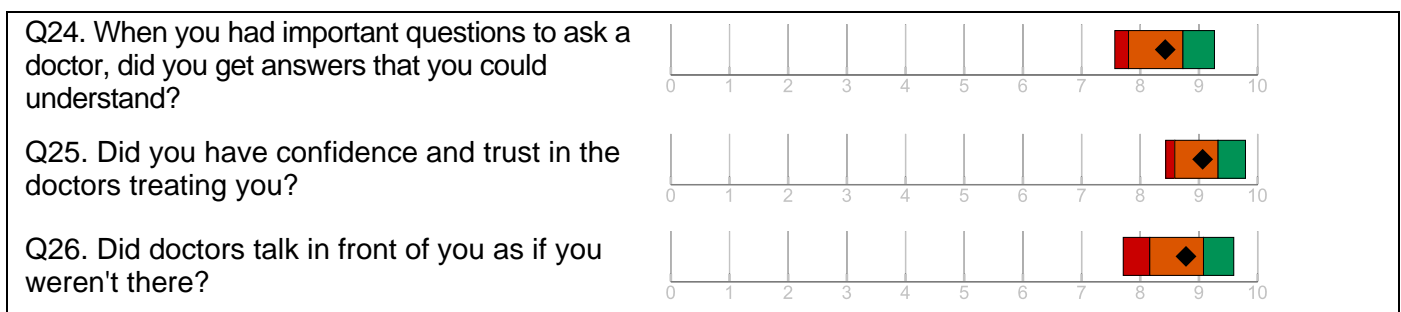 Q24. When you had important questions to ask a
doctor, did you get answers that you could
understand?
0 1 2 3 4 5 6 7 8 9 10
Q25. Did you have confidence and trust in the
doctors treating you?
0 1 2 3 4 5 6 7 8 9 10
Q26. Did doctors talk in front of you as if you
weren't there?
0 1 2 3 4 5 6 7 8 9 10